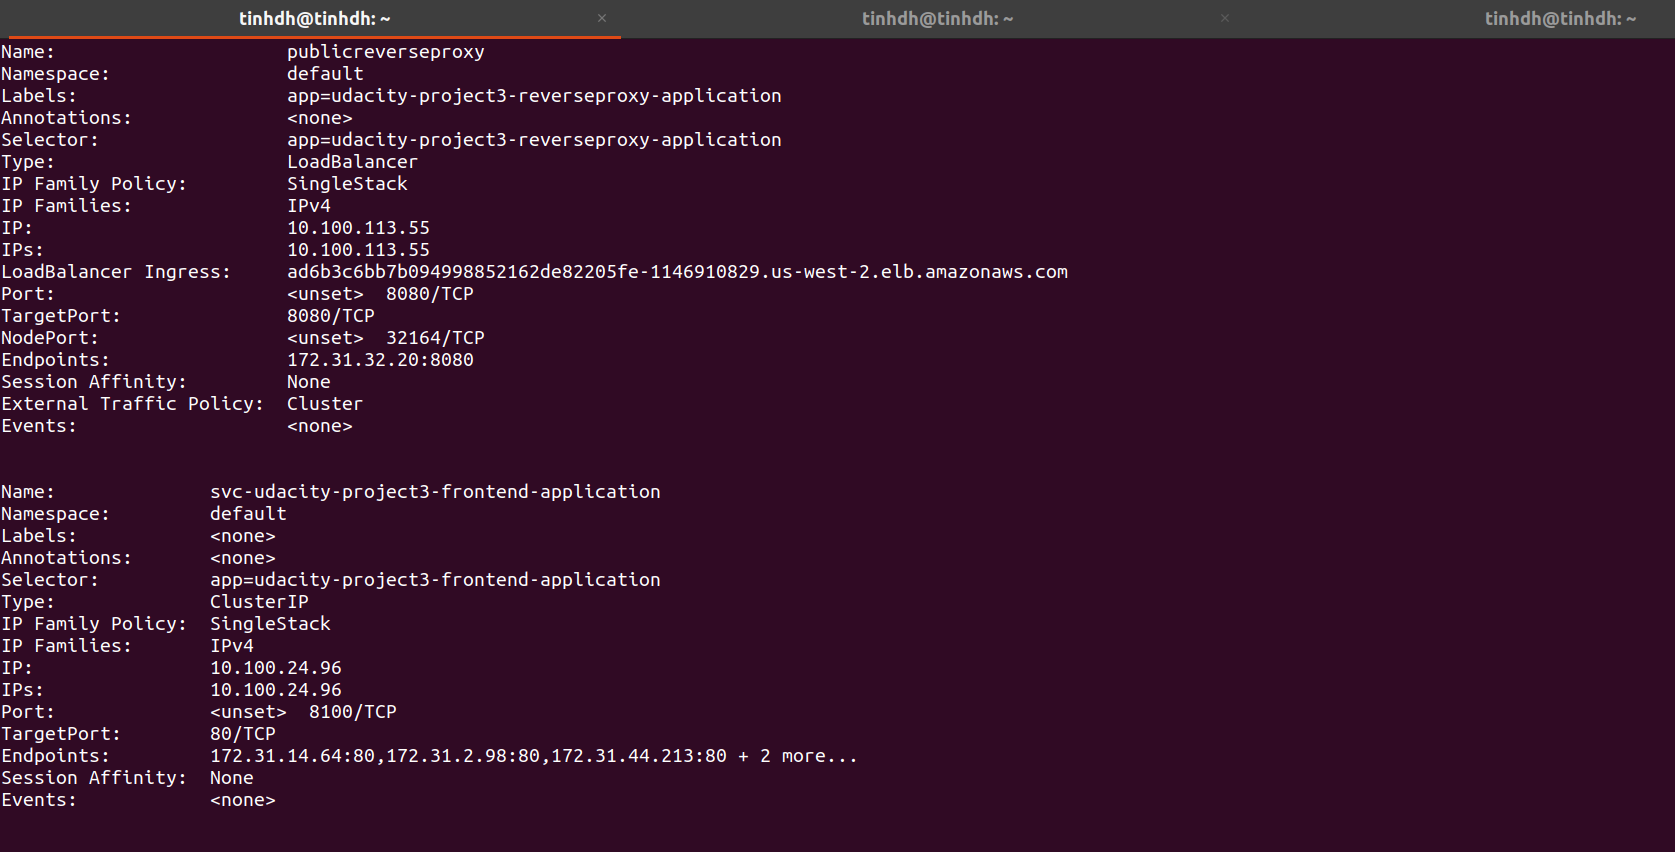 tinhdh@tinhdh: ~ × tinhdh@tinhdh: ~ × tinhdh@tinhdh: ~
Name: publicreverseproxy
Namespace: default
Labels: app=udacity-project3-reverseproxy-application
Annotations: <none>
Selector: app=udacity-project3-reverseproxy-application
Type: LoadBalancer
IP Family Policy: SingleStack
IP Families: IPv4
IP: 10.100.113.55
IPs: 10.100.113.55
LoadBalancer Ingress: ad6b3c6bb7b094998852162de82205fe-1146910829.us-west-2.elb.amazonaws.com
Port: <unset> 8080/TCP
TargetPort: 8080/TCP
NodePort: <unset> 32164/TCP
Endpoints: 172.31.32.20:8080
Session Affinity: None
External Traffic Policy: Cluster
Events: <none>
Name: svc-udacity-project3-frontend-application
Namespace: default
Labels: <none>
Annotations: <none>
Selector: app=udacity-project3-frontend-application
Type: ClusterIP
IP Family Policy: SingleStack
IP Families: IPv4
IP: 10.100.24.96
IPs: 10.100.24.96
Port: <unset> 8100/TCP
TargetPort: 80/TCP
Endpoints: 172.31.14.64:80,172.31.2.98:80,172.31.44.213:80 + 2 more...
Session Affinity: None
Events: <none>